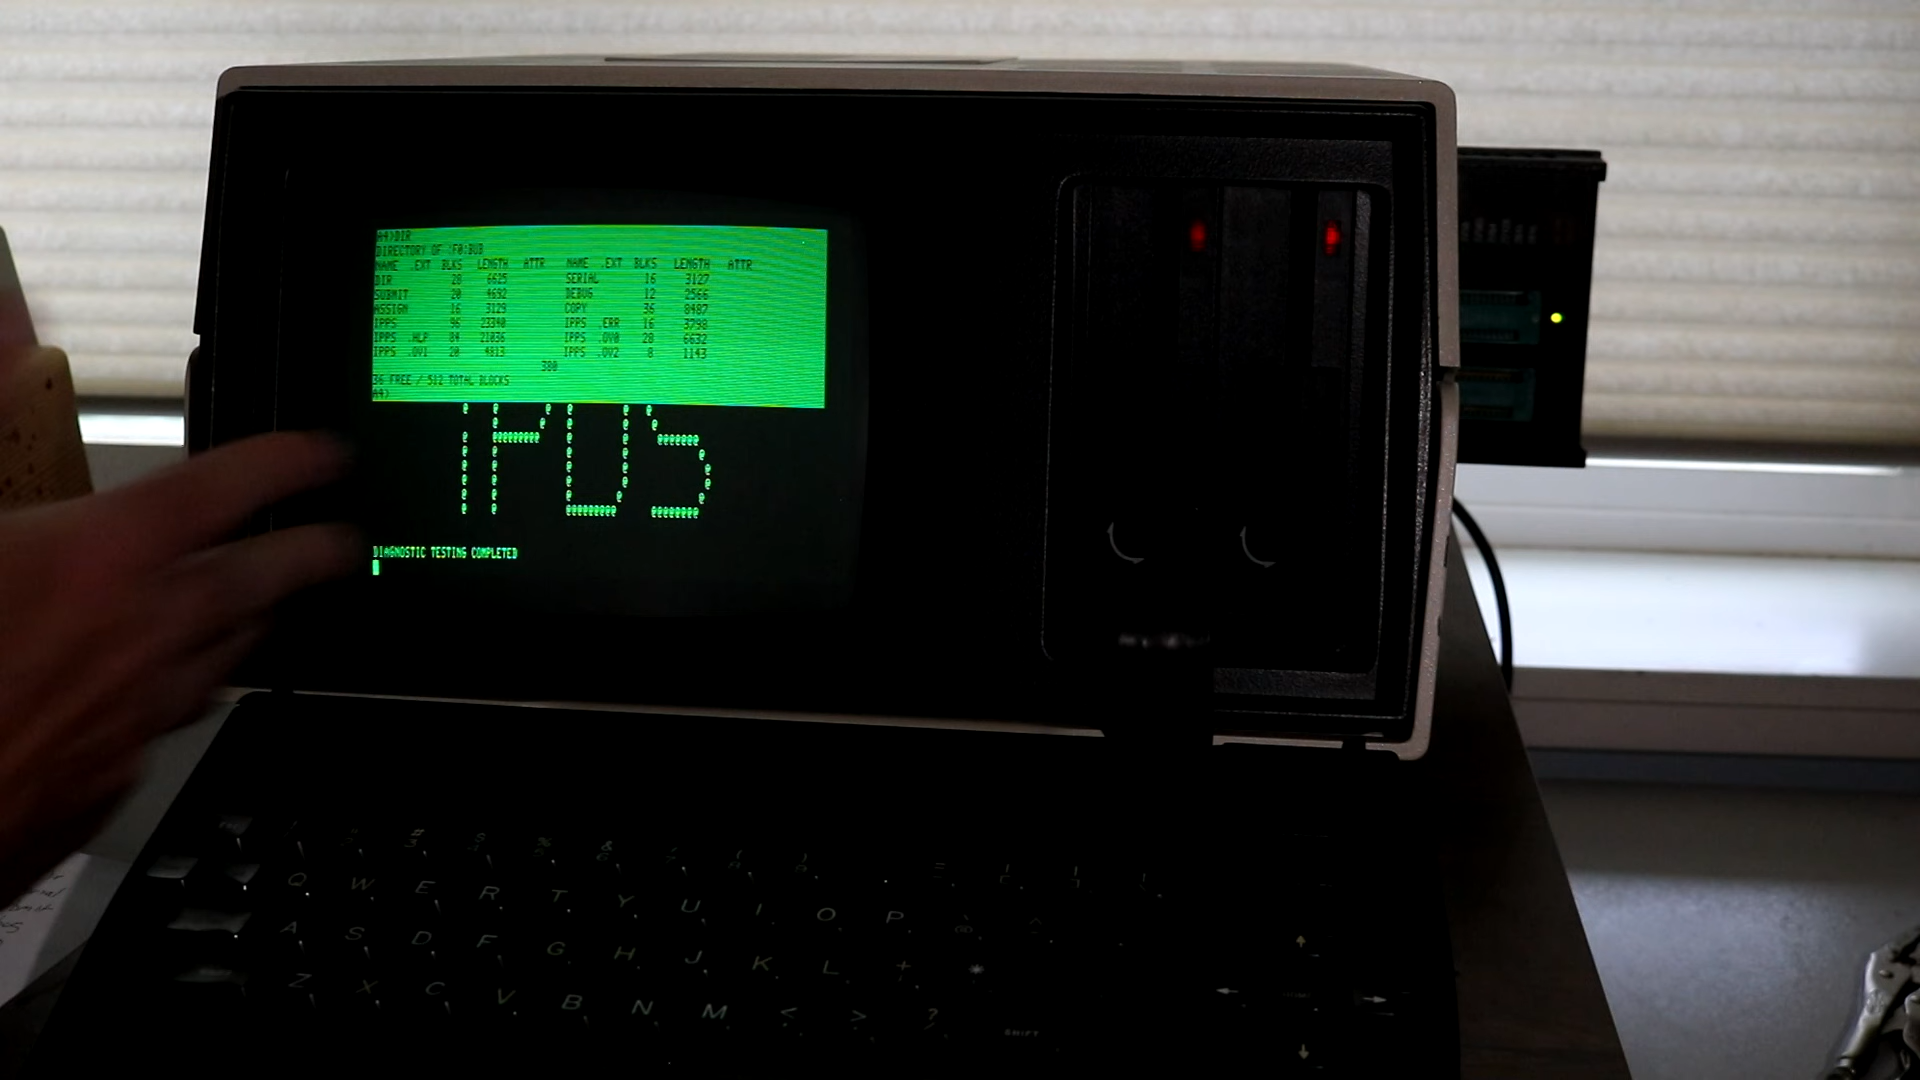 A4>DIR
DIRECTORY OF :F0:BUB
NAME .EXT BLKS LENGTH ATTR NAME .EXT BLKS LENGTH ATTR
DIR 28 6625 SERIAL 16 3127
SUBMIT 20 4692 DEBUG 12 2566
ASSIGN 16 3129 COPY 36 8487
IPPS 96 23340 IPPS .ERR 16 3798
IPPS .HLP 84 21036 IPPS .OV0 28 6632
IPPS .OV1 20 4813 IPPS .OV2 8 1143
380
36 FREE / 512 TOTAL BLOCKS
A4>
iPDS
DIAGNOSTIC TESTING COMPLETED
Q W E R T Y U I O P
A S D F G H J K L + *
Z X C V B N M < > ?
SHIFT